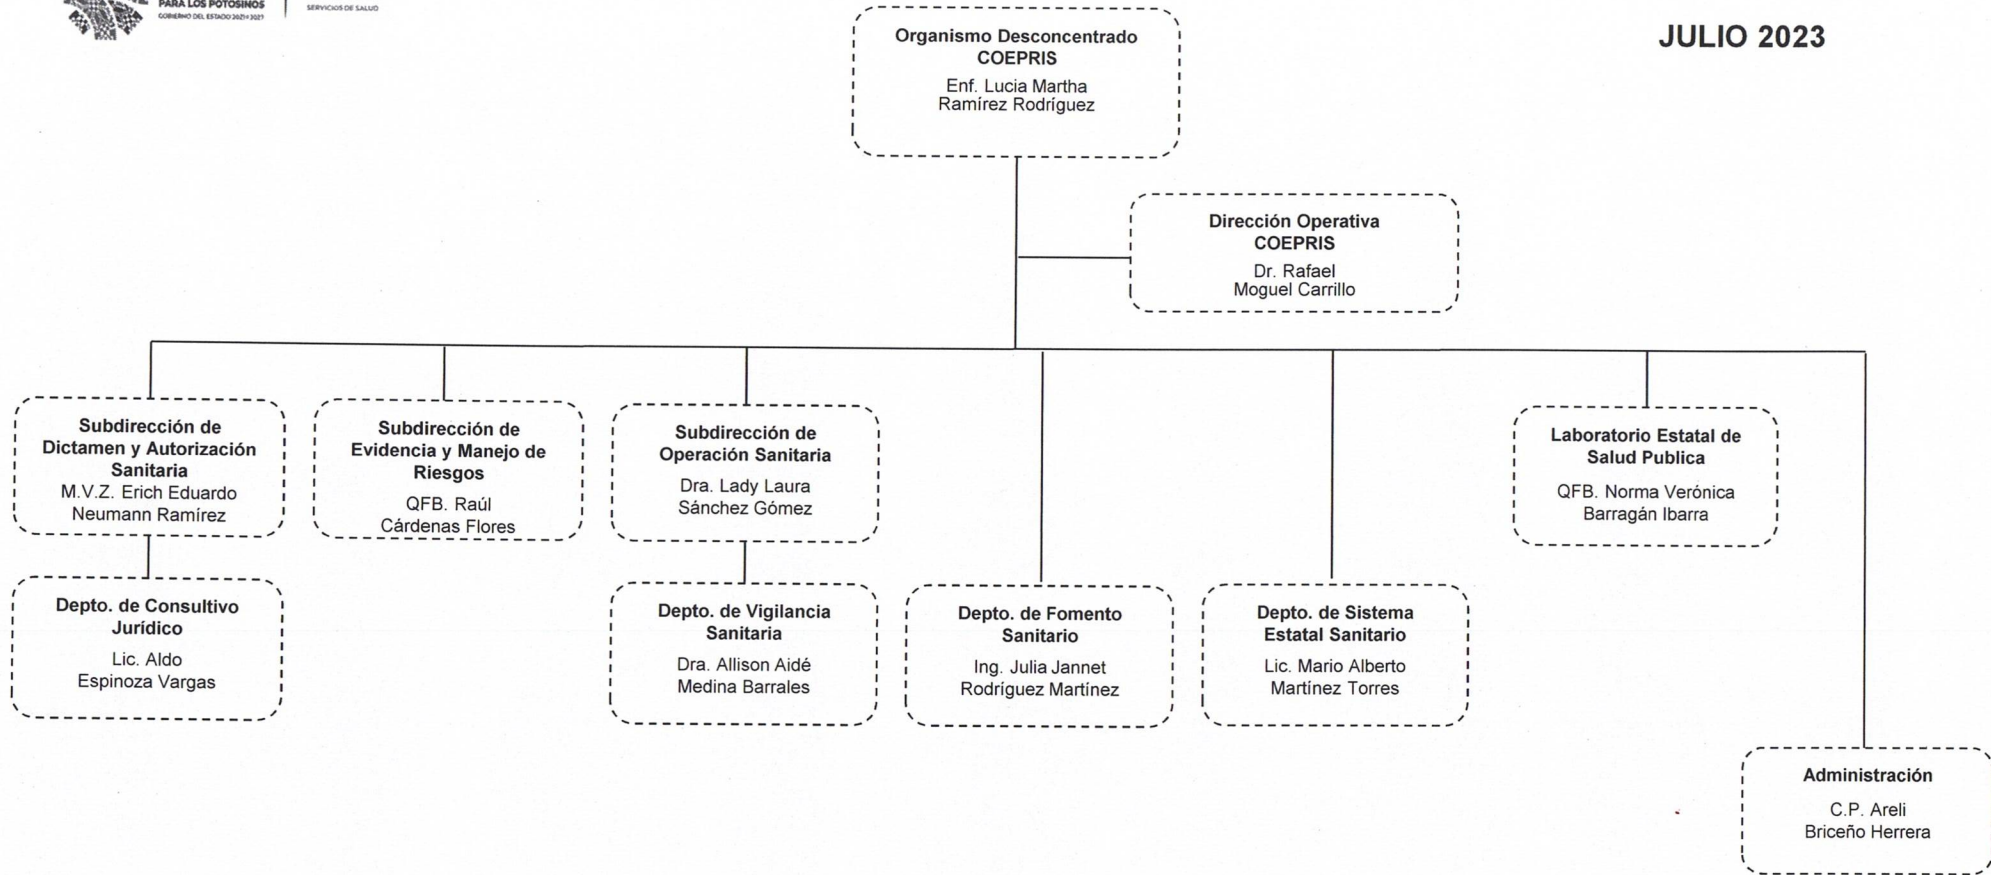 PARA LOS POTOSINOS
GOBIERNO DEL ESTADO 2021•2027
SERVICIOS DE SALUD
JULIO 2023
Organismo Desconcentrado
COEPRIS
Enf. Lucia Martha
Ramírez Rodríguez
Dirección Operativa
COEPRIS
Dr. Rafael
Moguel Carrillo
Subdirección de
Dictamen y Autorización
Sanitaria
M.V.Z. Erich Eduardo
Neumann Ramírez
Subdirección de
Evidencia y Manejo de
Riesgos
QFB. Raúl
Cárdenas Flores
Subdirección de
Operación Sanitaria
Dra. Lady Laura
Sánchez Gómez
Laboratorio Estatal de
Salud Publica
QFB. Norma Verónica
Barragán Ibarra
Depto. de Consultivo
Jurídico
Lic. Aldo
Espinoza Vargas
Depto. de Vigilancia
Sanitaria
Dra. Allison Aidé
Medina Barrales
Depto. de Fomento
Sanitario
Ing. Julia Jannet
Rodríguez Martínez
Depto. de Sistema
Estatal Sanitario
Lic. Mario Alberto
Martínez Torres
Administración
C.P. Areli
Briceño Herrera